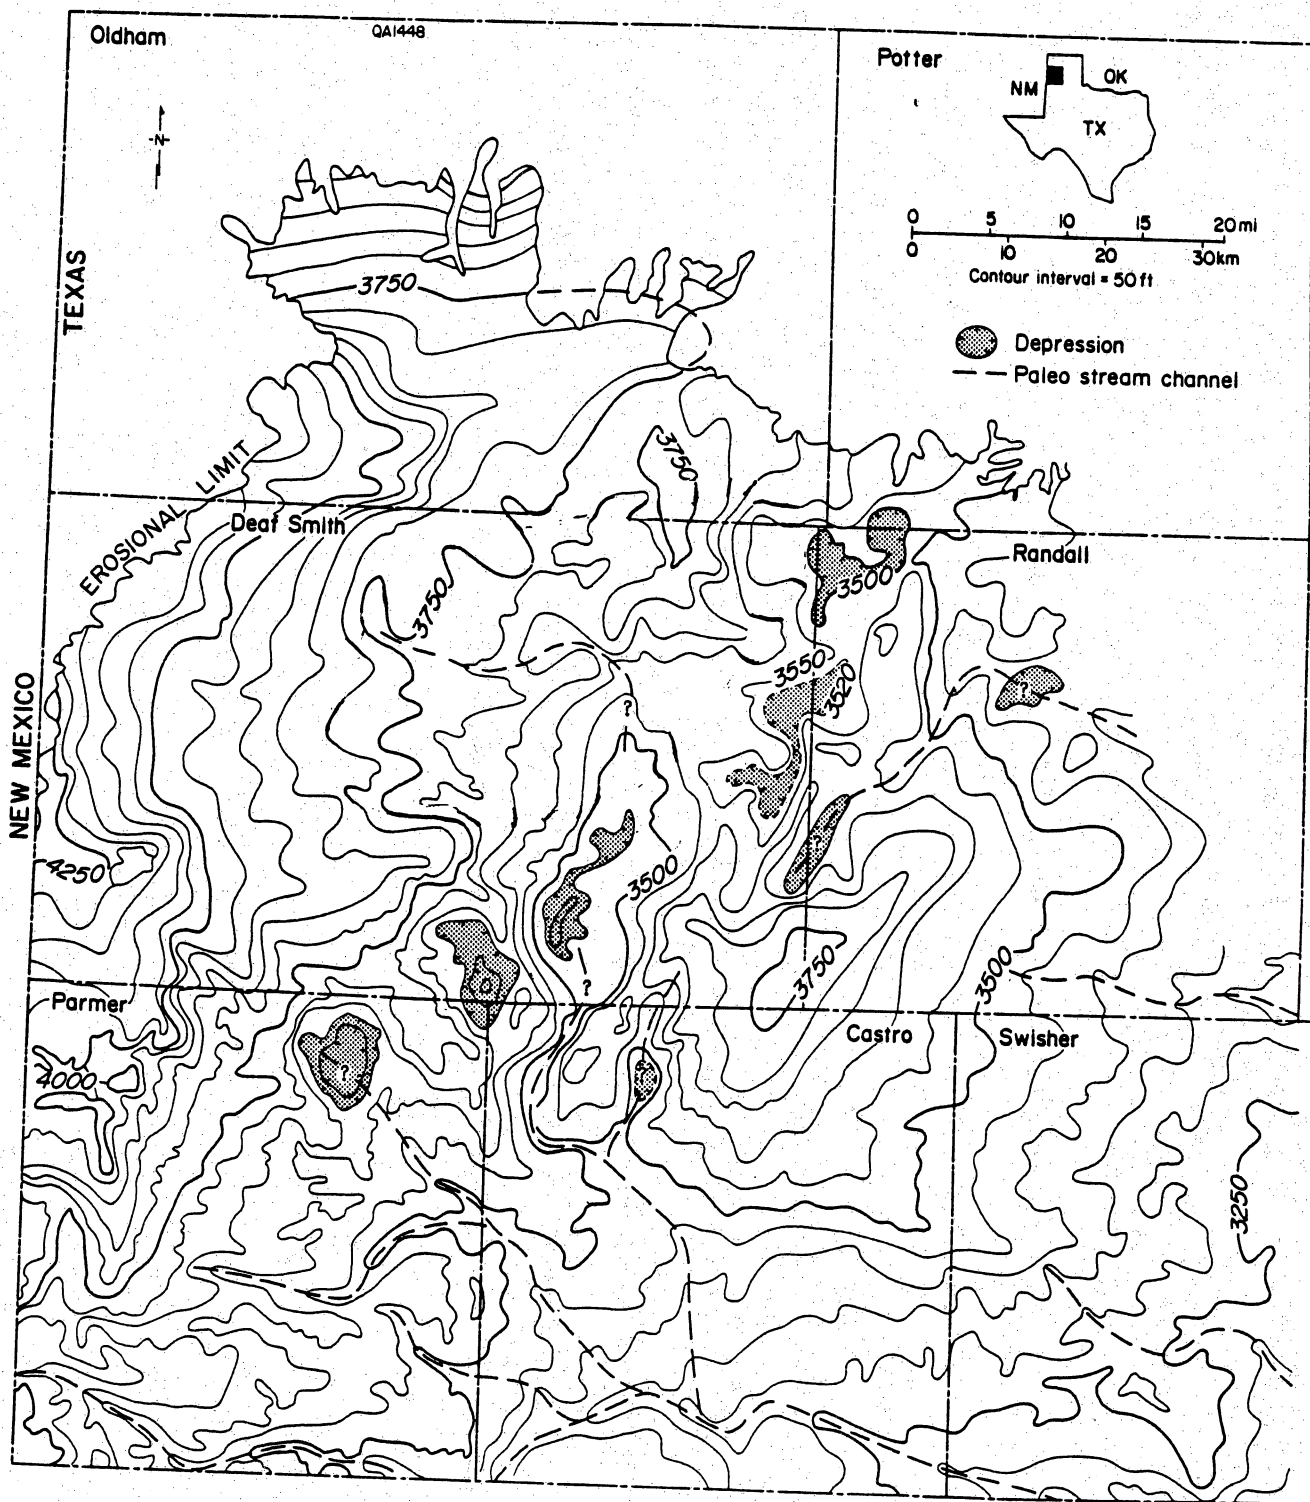 Oldham
QA1448
Potter
NM
OK
TX
N
0 5 10 15 20 mi
0 10 20 30km
Contour interval = 50 ft
Depression
Paleo stream channel
TEXAS
NEW MEXICO
3750
EROSIONAL LIMIT
3750
Deaf Smith
3500
Randall
3750
3550
3520
?
?
?
4250
3500
3750
3500
?
Parmer
Castro
Swisher
4000
?
?
3250